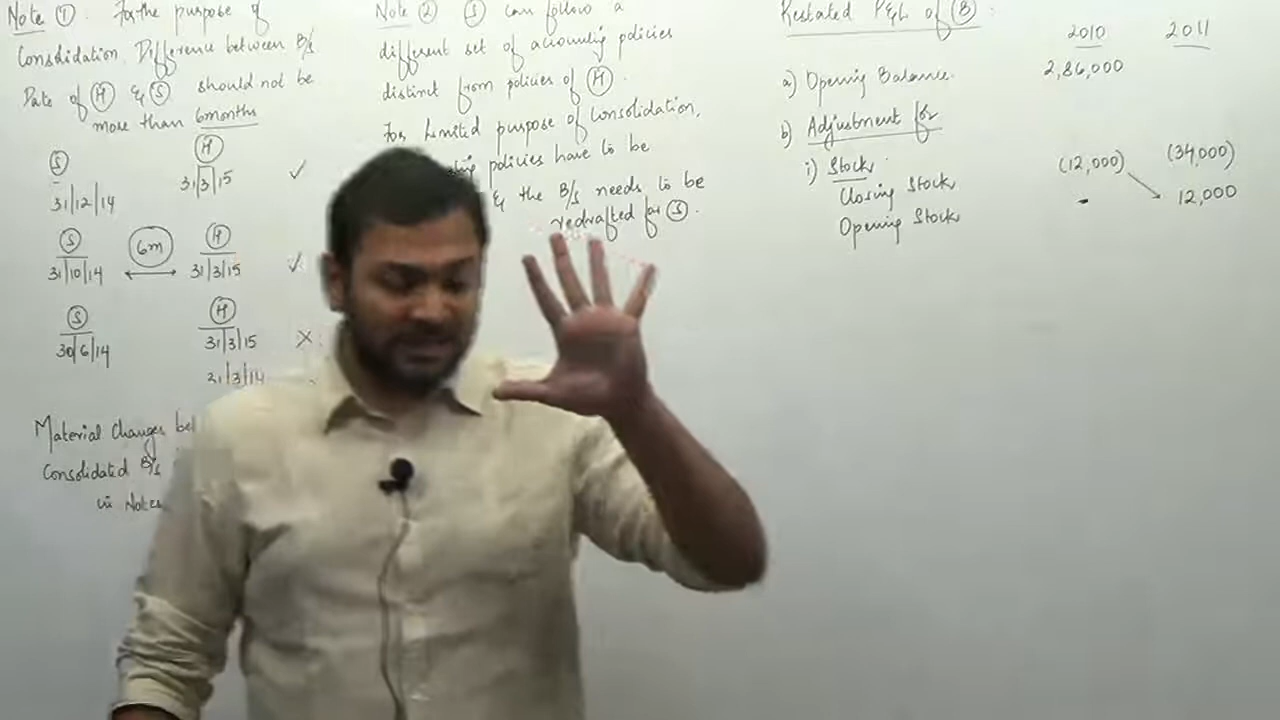 Note ① : For the purpose of
Consolidation, Difference between B/s
Date of Ⓗ & Ⓢ should not be
more than 6months
Ⓢ Ⓗ
31/12/14 31/3/15 ✓
Ⓢ 6m Ⓗ
31/10/14 ↔ 31/3/15 ✓
Ⓢ Ⓗ
30/6/14 31/3/15 ✗
31/3/14
Material Changes bet
Consolidated B/s
in Notes
Note ② Ⓢ can follow a
different set of accounting policies
distinct from policies of Ⓗ.
For limited purpose of consolidation,
policies have to be
& the B/s needs to be
redrafted for Ⓢ.
Restated P&L of Ⓑ :
2010 2011
a) Opening Balance. 2,86,000
b) Adjustment for
i) Stock:
Closing Stock (12,000) (34,000)
Opening Stock - 12,000